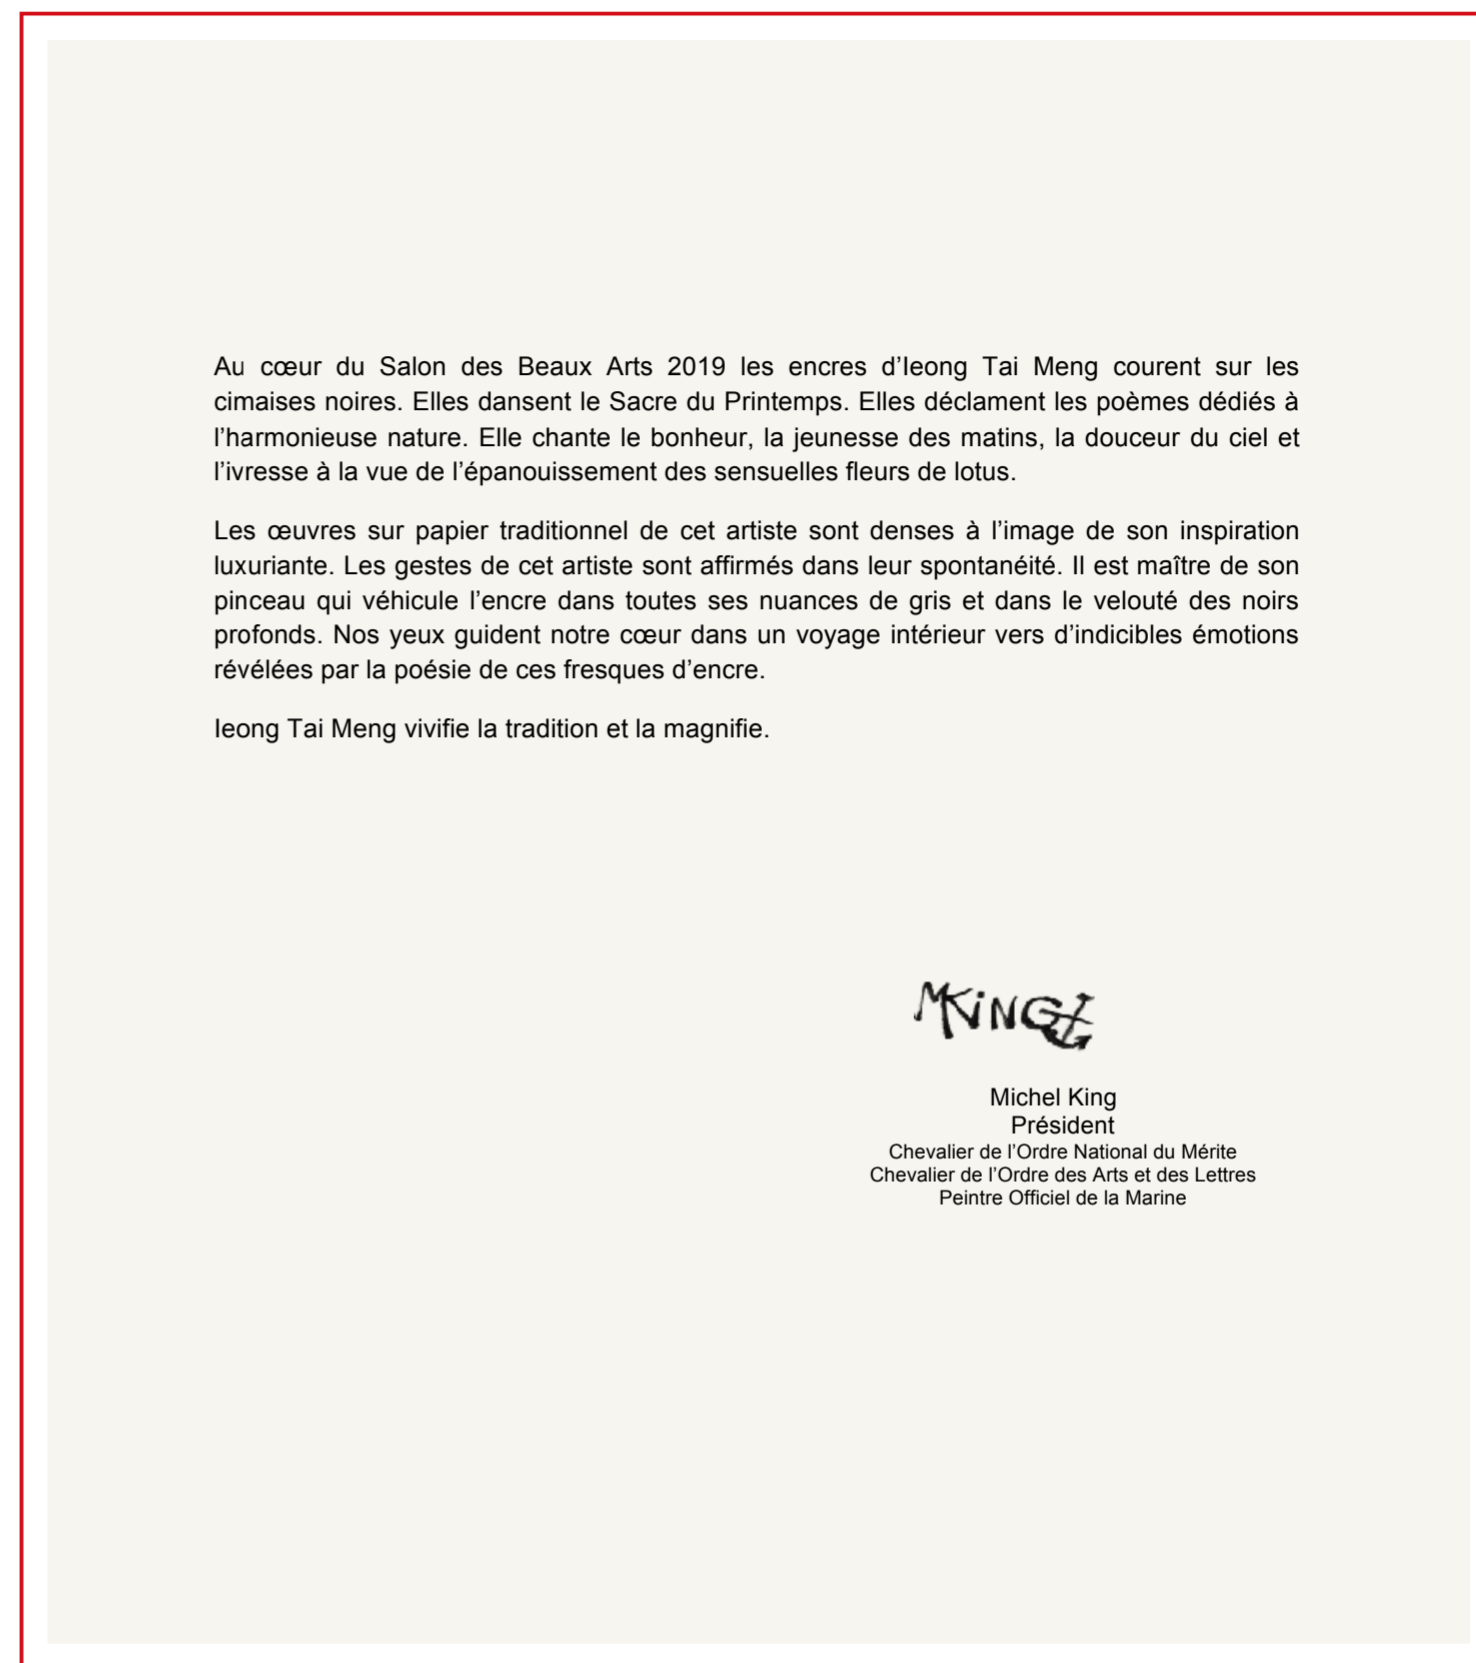 Au cœur du Salon des Beaux Arts 2019 les encres d’Ieong Tai Meng courent sur les
cimaises noires. Elles dansent le Sacre du Printemps. Elles déclament les poèmes dédiés à
l’harmonieuse nature. Elle chante le bonheur, la jeunesse des matins, la douceur du ciel et
l’ivresse à la vue de l’épanouissement des sensuelles fleurs de lotus.
Les œuvres sur papier traditionnel de cet artiste sont denses à l’image de son inspiration
luxuriante. Les gestes de cet artiste sont affirmés dans leur spontanéité. Il est maître de son
pinceau qui véhicule l’encre dans toutes ses nuances de gris et dans le velouté des noirs
profonds. Nos yeux guident notre cœur dans un voyage intérieur vers d’indicibles émotions
révélées par la poésie de ces fresques d’encre.
Ieong Tai Meng vivifie la tradition et la magnifie.
MKiNG
Michel King
Président
Chevalier de l’Ordre National du Mérite
Chevalier de l’Ordre des Arts et des Lettres
Peintre Officiel de la Marine